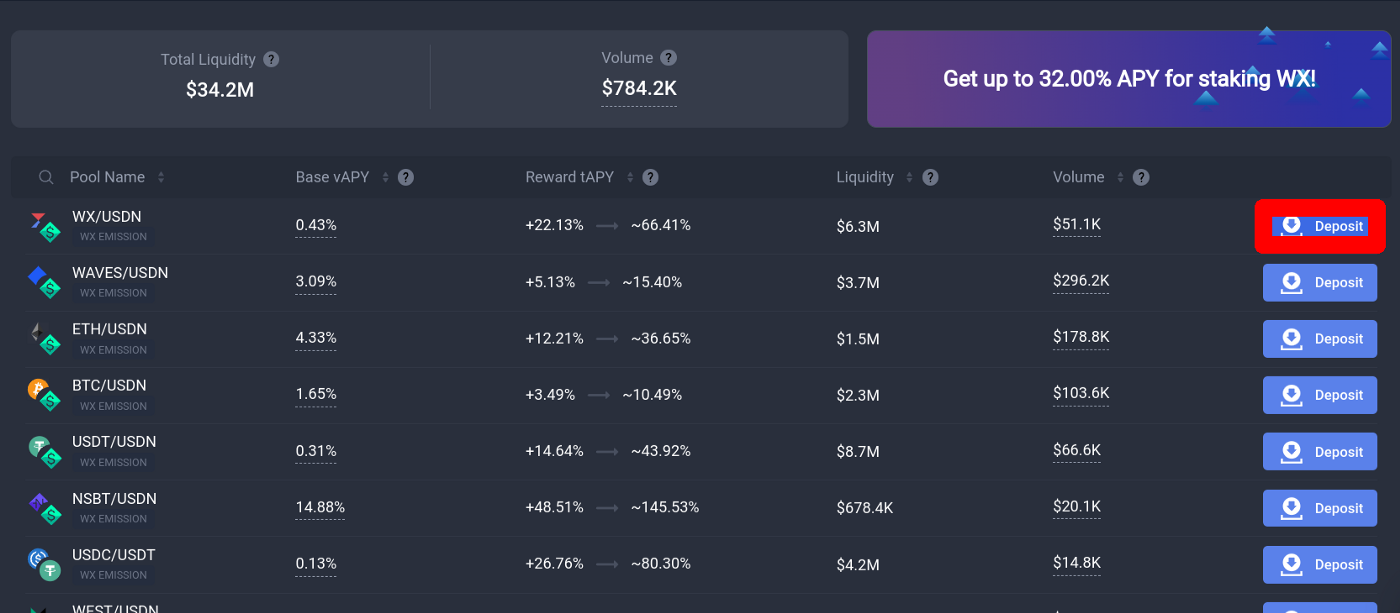 Total Liquidity ?
$34.2M
Volume ?
$784.2K
Get up to 32.00% APY for staking WX!
Pool Name Base vAPY ? Reward tAPY ? Liquidity ? Volume ?
WX/USDN 0.43% +22.13% ~66.41% $6.3M $51.1K Deposit
WX EMISSION
WAVES/USDN 3.09% +5.13% ~15.40% $3.7M $296.2K Deposit
WX EMISSION
ETH/USDN 4.33% +12.21% ~36.65% $1.5M $178.8K Deposit
WX EMISSION
BTC/USDN 1.65% +3.49% ~10.49% $2.3M $103.6K Deposit
WX EMISSION
USDT/USDN 0.31% +14.64% ~43.92% $8.7M $66.6K Deposit
WX EMISSION
NSBT/USDN 14.88% +48.51% ~145.53% $678.4K $20.1K Deposit
WX EMISSION
USDC/USDT 0.13% +26.76% ~80.30% $4.2M $14.8K Deposit
WX EMISSION
WEST/USDN